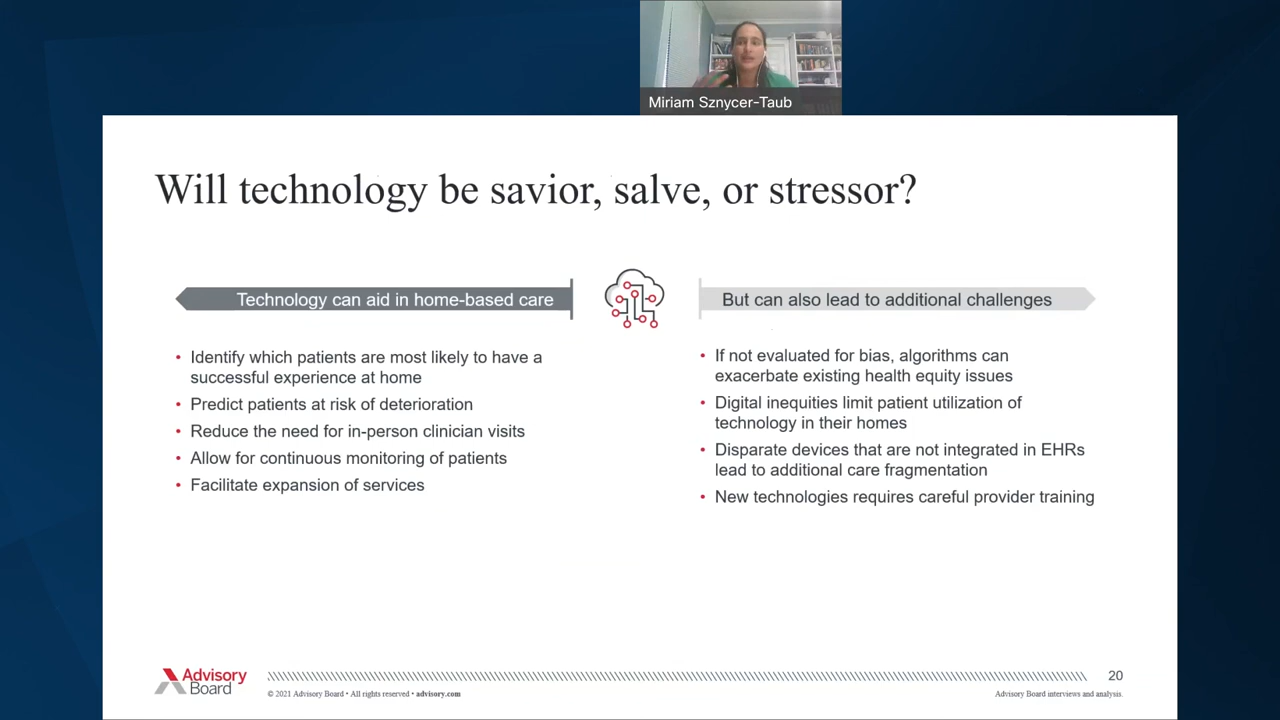 Miriam Sznycer-Taub
Will technology be savior, salve, or stressor?
Technology can aid in home-based care
• Identify which patients are most likely to have a
successful experience at home
• Predict patients at risk of deterioration
• Reduce the need for in-person clinician visits
• Allow for continuous monitoring of patients
• Facilitate expansion of services
But can also lead to additional challenges
• If not evaluated for bias, algorithms can
exacerbate existing health equity issues
• Digital inequities limit patient utilization of
technology in their homes
• Disparate devices that are not integrated in EHRs
lead to additional care fragmentation
• New technologies requires careful provider training
Advisory
Board
© 2021 Advisory Board • All rights reserved • advisory.com
20
Advisory Board interviews and analysis.